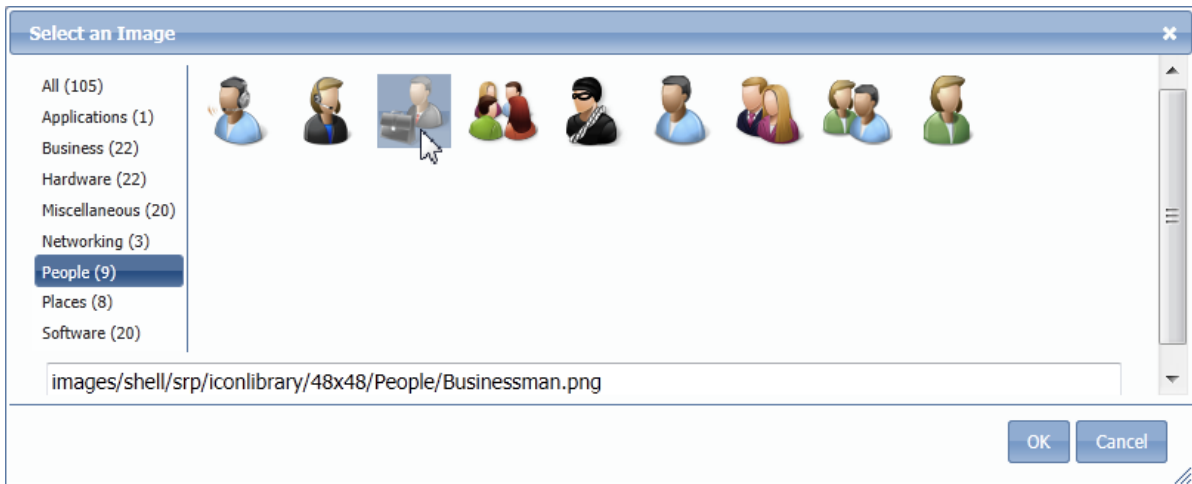 Select an Image
All (105)
Applications (1)
Business (22)
Hardware (22)
Miscellaneous (20)
Networking (3)
People (9)
Places (8)
Software (20)
images/shell/srp/iconlibrary/48x48/People/Businessman.png
OK Cancel